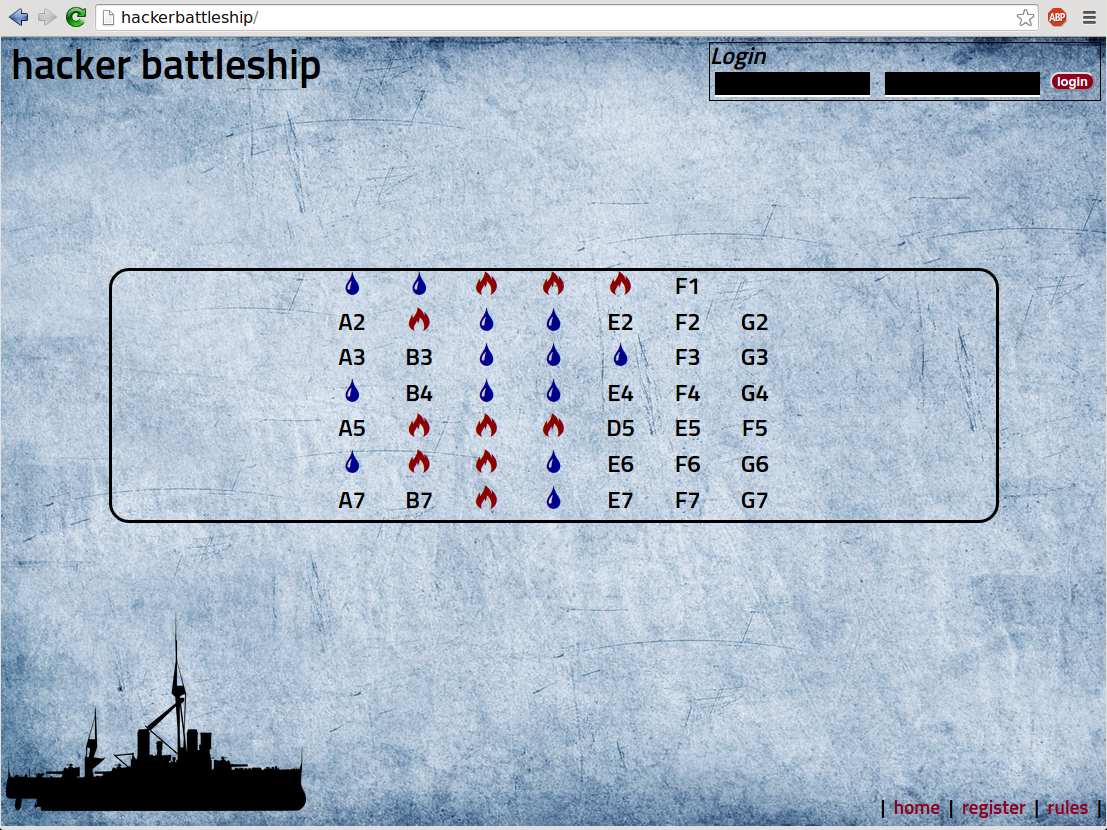 hackerbattleship/
ABP
hacker battleship
Login
login
F1
A2 E2 F2 G2
A3 B3 F3 G3
B4 E4 F4 G4
A5 D5 E5 F5
E6 F6 G6
A7 B7 E7 F7 G7
| home | register | rules |